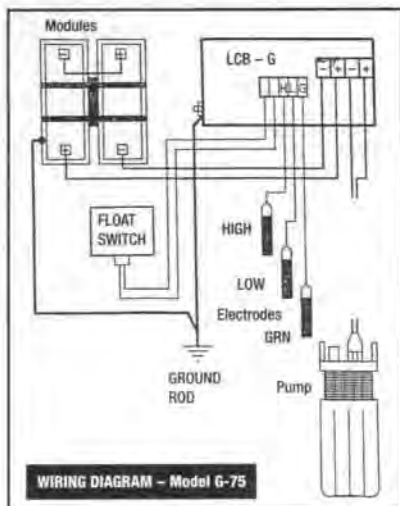 Modules
− +
+ −
LCB – G
− + − +
H L G
FLOAT
SWITCH
HIGH
LOW
Electrodes
GRN
GROUND
ROD
Pump
WIRING DIAGRAM – Model G-75